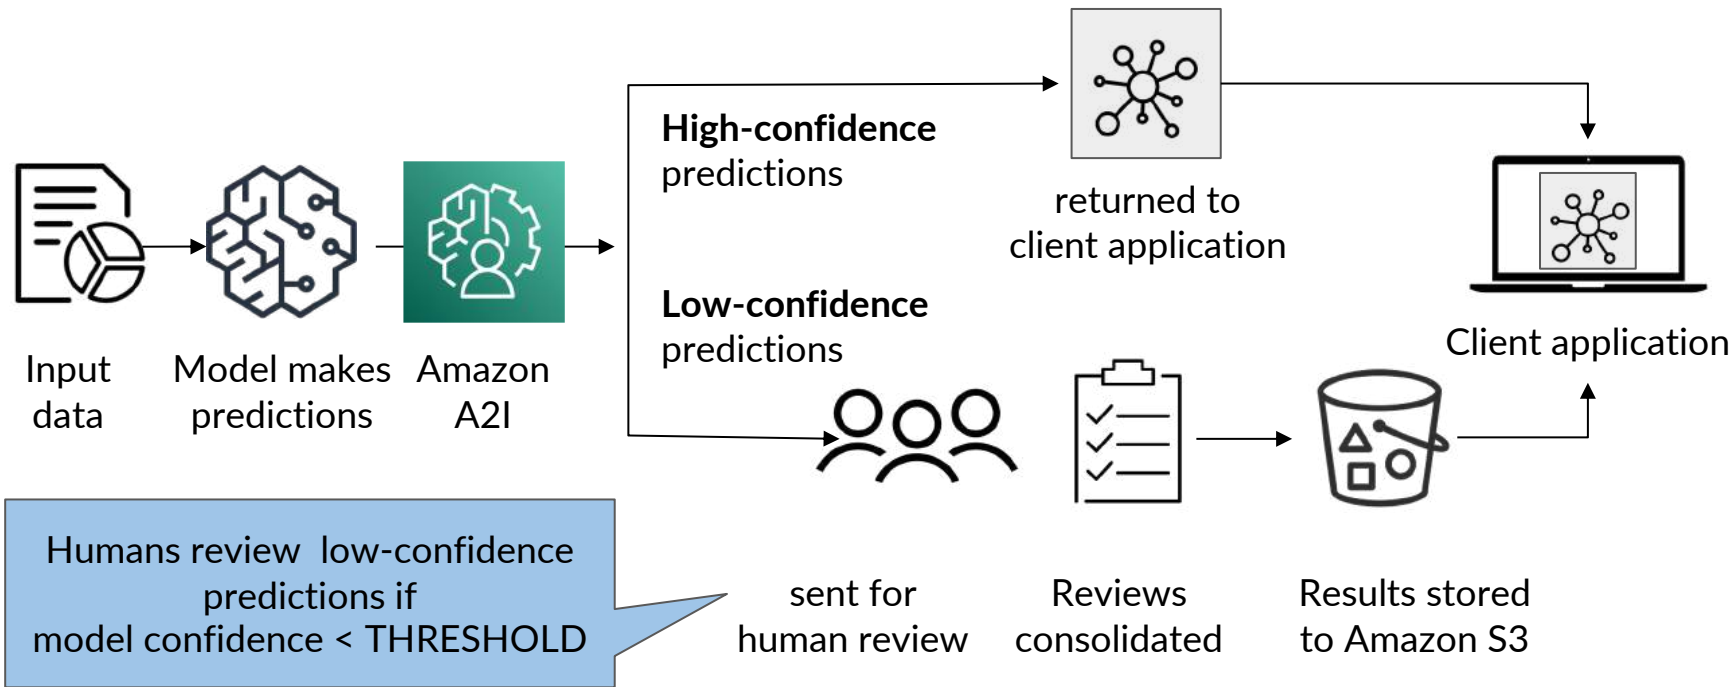 High-confidence
predictions
returned to
client application
Low-confidence
predictions
Client application
Input
data
Model makes
predictions
Amazon
A2I
Humans review  low-confidence
predictions if
model confidence < THRESHOLD
sent for
human review
Reviews
consolidated
Results stored
to Amazon S3